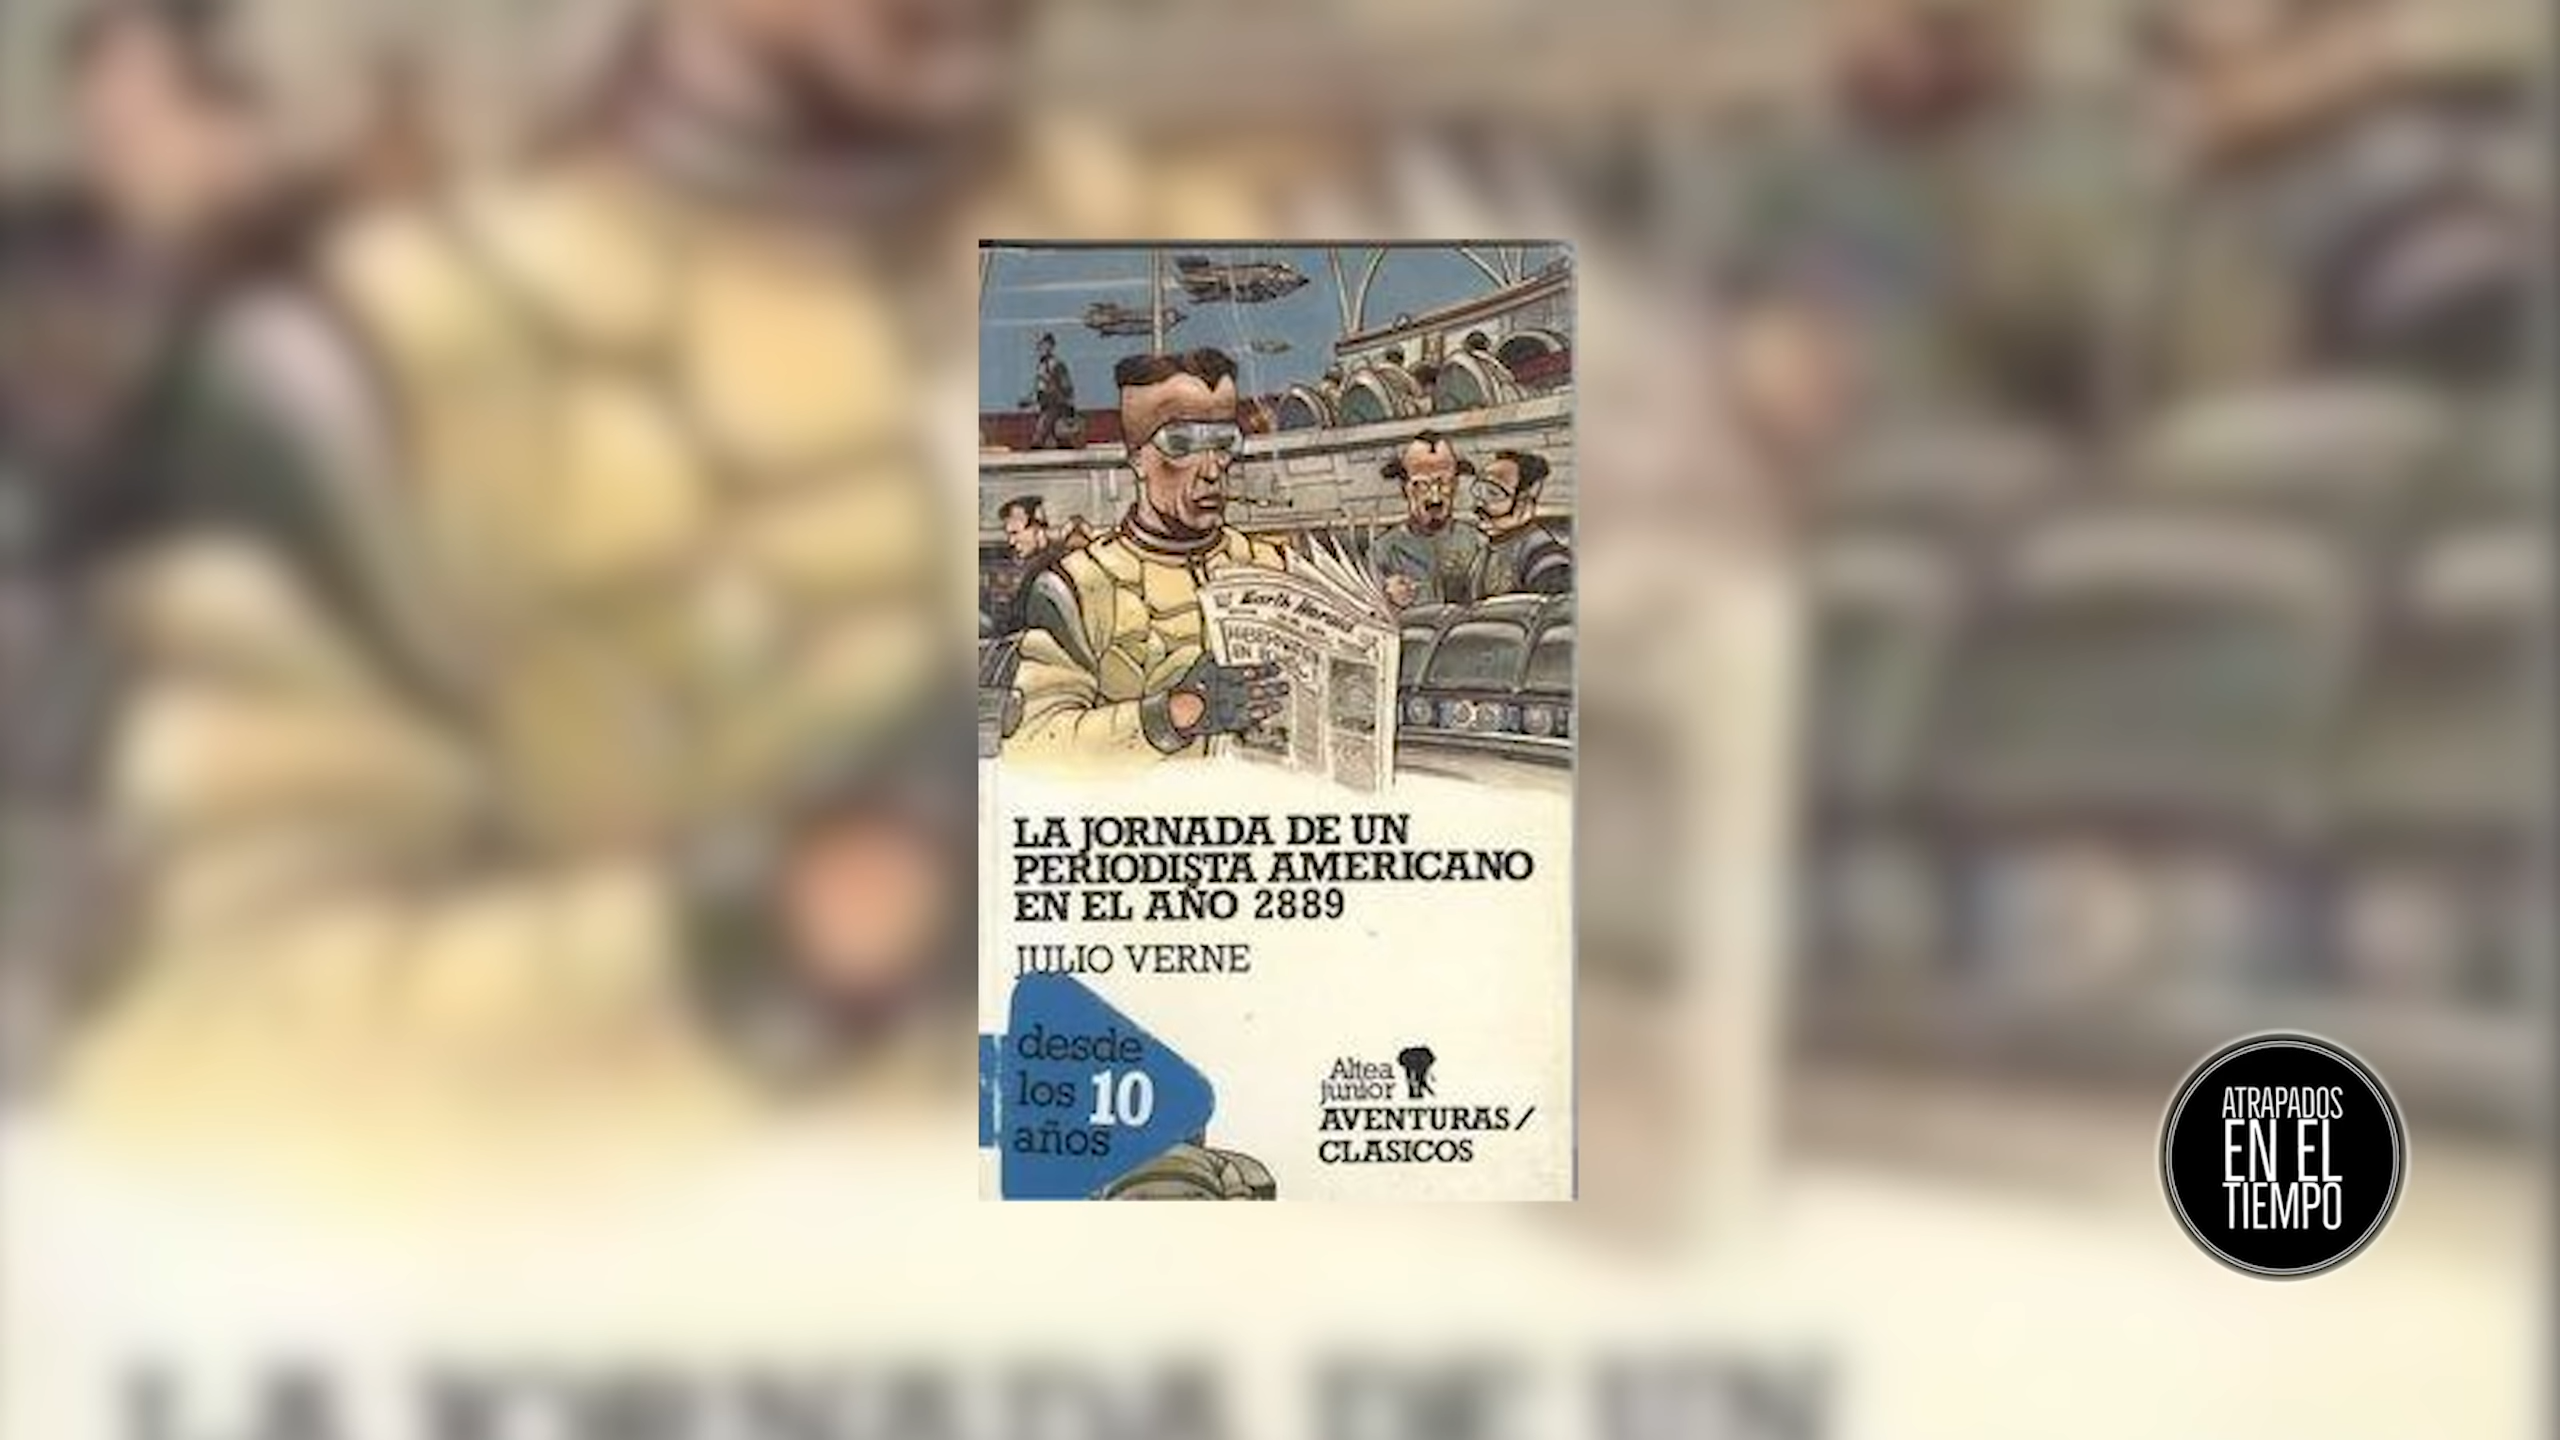 Earth Herald
LA JORNADA DE UN
PERIODISTA AMERICANO
EN EL AÑO 2889
JULIO VERNE
desde
los 10
años
Altea
junior
AVENTURAS/
CLASICOS
ATRAPADOS
EN EL
TIEMPO